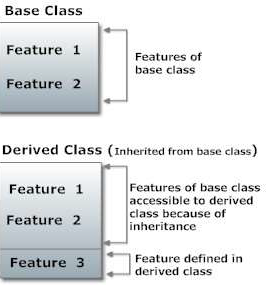 Base Class
Feature 1
Feature 2
Features of
base class
Derived Class (Inherited from base class)
Feature 1
Feature 2
Features of base class
accessible to derived
class because of
inheritance
Feature 3
Feature defined in
derived class